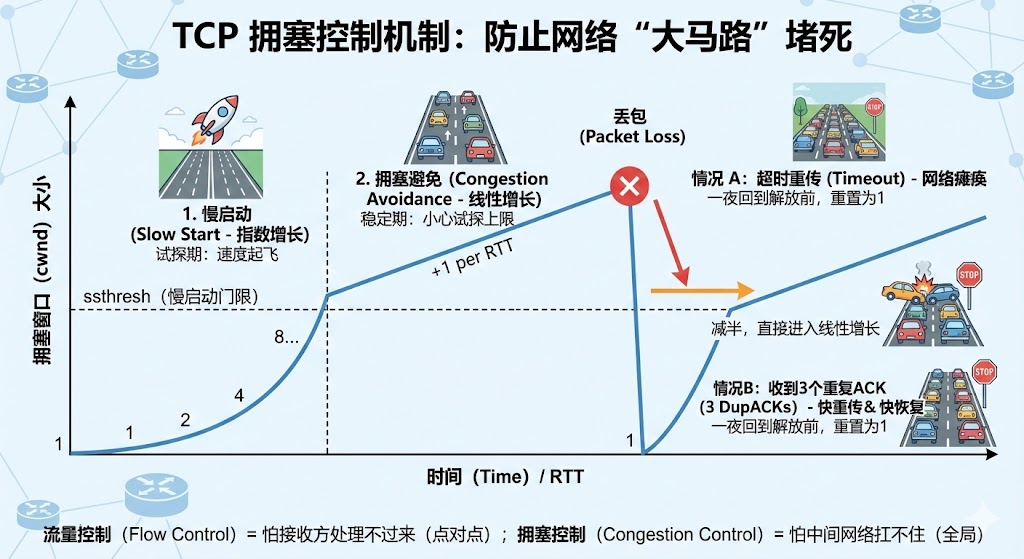 TCP 拥塞控制机制：防止网络“大马路”堵死
拥塞窗口（cwnd）大小
1. 慢启动
(Slow Start - 指数增长)
试探期：速度起飞
2. 拥塞避免 (Congestion
Avoidance - 线性增长)
稳定期：小心试探上限
丢包
(Packet Loss)
STOP
情况 A：超时重传 (Timeout) - 网络瘫痪
一夜回到解放前，重置为1
+1 per RTT
ssthresh（慢启动门限）
STOP
减半，直接进入线性增长
8...
4
2
1
1
1
STOP
情况B：收到3个重复ACK
(3 DupACKs) - 快重传& 快恢复
一夜回到解放前，重置为1
时间（Time）/ RTT
流量控制（Flow Control）= 怕接收方处理不过来（点对点）；拥塞控制（Congestion Control）= 怕中间网络扛不住（全局）